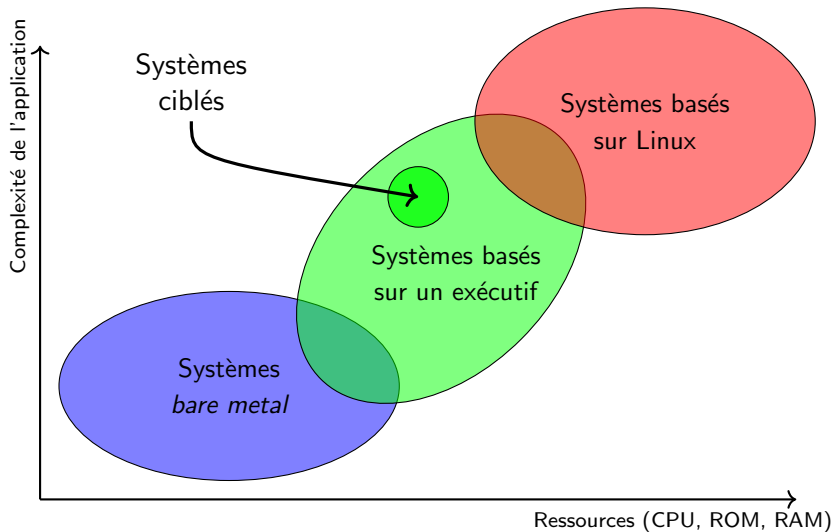 Complexité de l'application
Systèmes
ciblés
Systèmes basés
sur Linux
Systèmes basés
sur un exécutif
Systèmes
bare metal
Ressources (CPU, ROM, RAM)